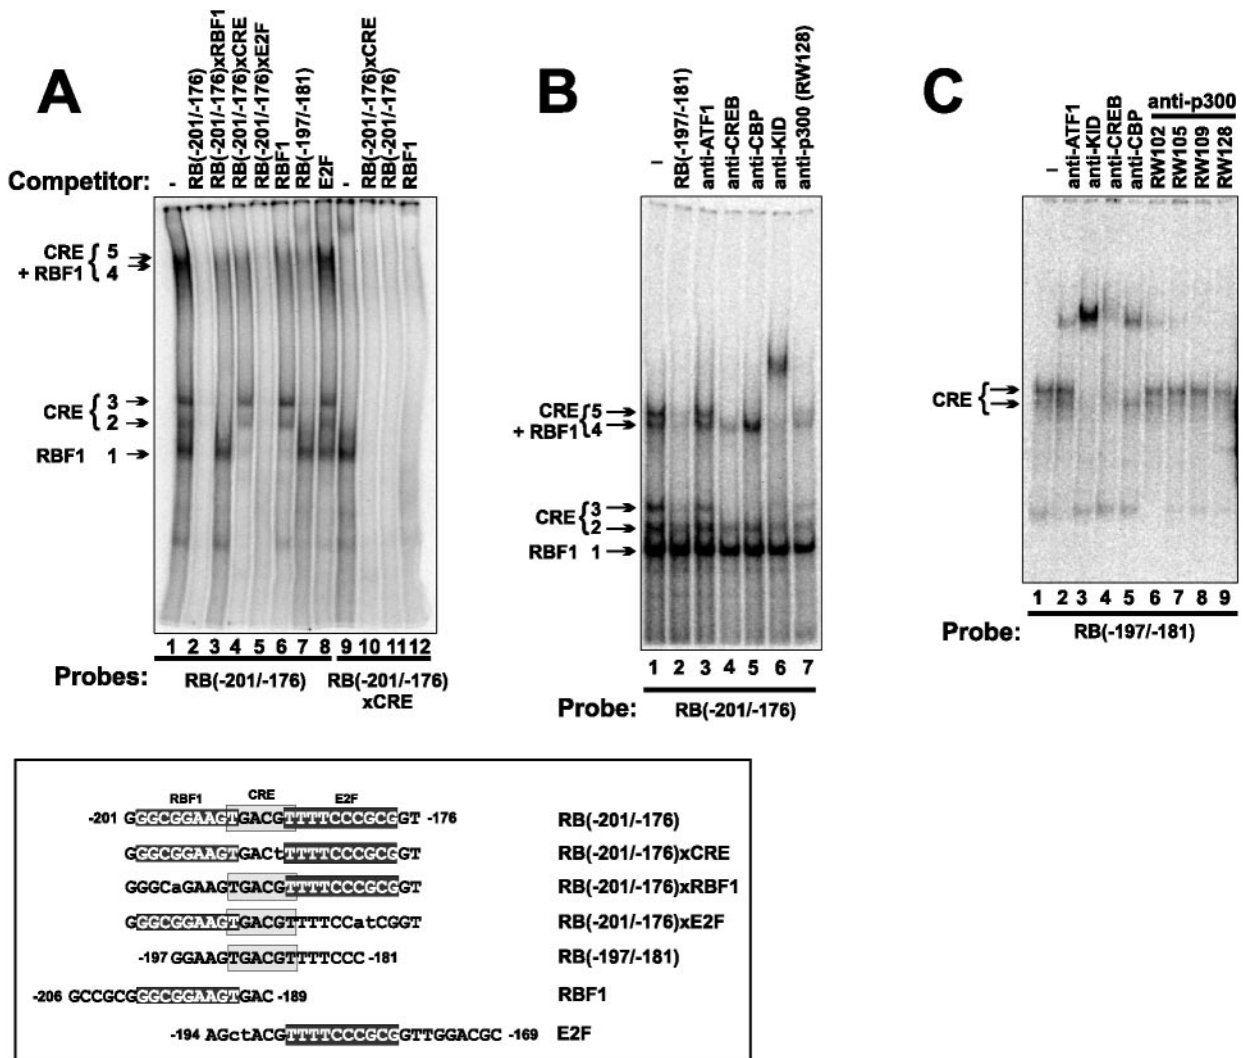 A
Competitor:
-
RB(-201/-176)
RB(-201/-176)xRBF1
RB(-201/-176)xCRE
RB(-201/-176)xE2F
RBF1
RB(-197/-181)
E2F
-
RB(-201/-176)xCRE
RB(-201/-176)
RBF1
CRE + RBF1 { 5
4
CRE { 3
2
RBF1 1
1 2 3 4 5 6 7 8 9 10 11 12
Probes: RB(-201/-176) RB(-201/-176)
xCRE
B
–
RB(-197/-181)
anti-ATF1
anti-CREB
anti-CBP
anti-KID
anti-p300 (RW128)
CRE + RBF1 { 5
4
CRE { 3
2
RBF1 1
1 2 3 4 5 6 7
Probe: RB(-201/-176)
C
anti-p300
–
anti-ATF1
anti-KID
anti-CREB
anti-CBP
RW102
RW105
RW109
RW128
CRE {
1 2 3 4 5 6 7 8 9
Probe: RB(-197/-181)
RBF1 CRE E2F
-201 GGGCGGAAGTGACGTTTTCCCGCGGT -176 RB(-201/-176)
GGGCGGAAGTGACtTTTTCCCGCGGT RB(-201/-176)xCRE
GGGCaGAAGTGACGTTTTCCCGCGGT RB(-201/-176)xRBF1
GGGCGGAAGTGACGTTTTCCatCGGT RB(-201/-176)xE2F
-197 GGAAGTGACGTTTTCCC -181 RB(-197/-181)
-206 GCCGCGGGCGGAAGTGAC -189 RBF1
-194 AGctACGTTTTCCCGCGGTTGGACGC -169 E2F